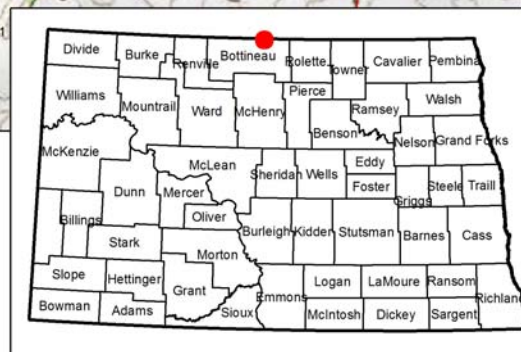 Divide Burke Renville Bottineau Rolette Towner Cavalier Pembina
Williams Mountrail Ward McHenry Pierce Ramsey Walsh
Benson Nelson Grand Forks
McKenzie McLean Sheridan Wells Eddy
Dunn Mercer Foster Griggs Steele Traill
Billings Oliver Burleigh Kidder Stutsman Barnes Cass
Stark Morton
Slope Hettinger Grant Logan LaMoure Ransom
Bowman Adams Sioux Emmons McIntosh Dickey Sargent Richland